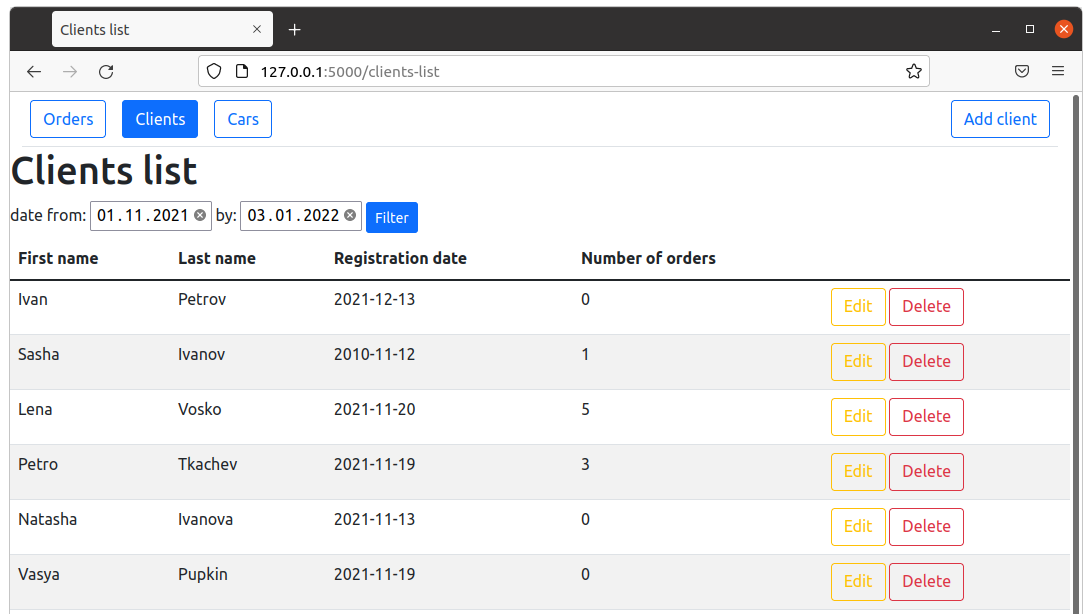 Clients list
127.0.0.1:5000/clients-list
Orders Clients Cars Add client
Clients list
date from: 01.11.2021 by: 03.01.2022 Filter
First name Last name Registration date Number of orders
Ivan Petrov 2021-12-13 0 Edit Delete
Sasha Ivanov 2010-11-12 1 Edit Delete
Lena Vosko 2021-11-20 5 Edit Delete
Petro Tkachev 2021-11-19 3 Edit Delete
Natasha Ivanova 2021-11-13 0 Edit Delete
Vasya Pupkin 2021-11-19 0 Edit Delete